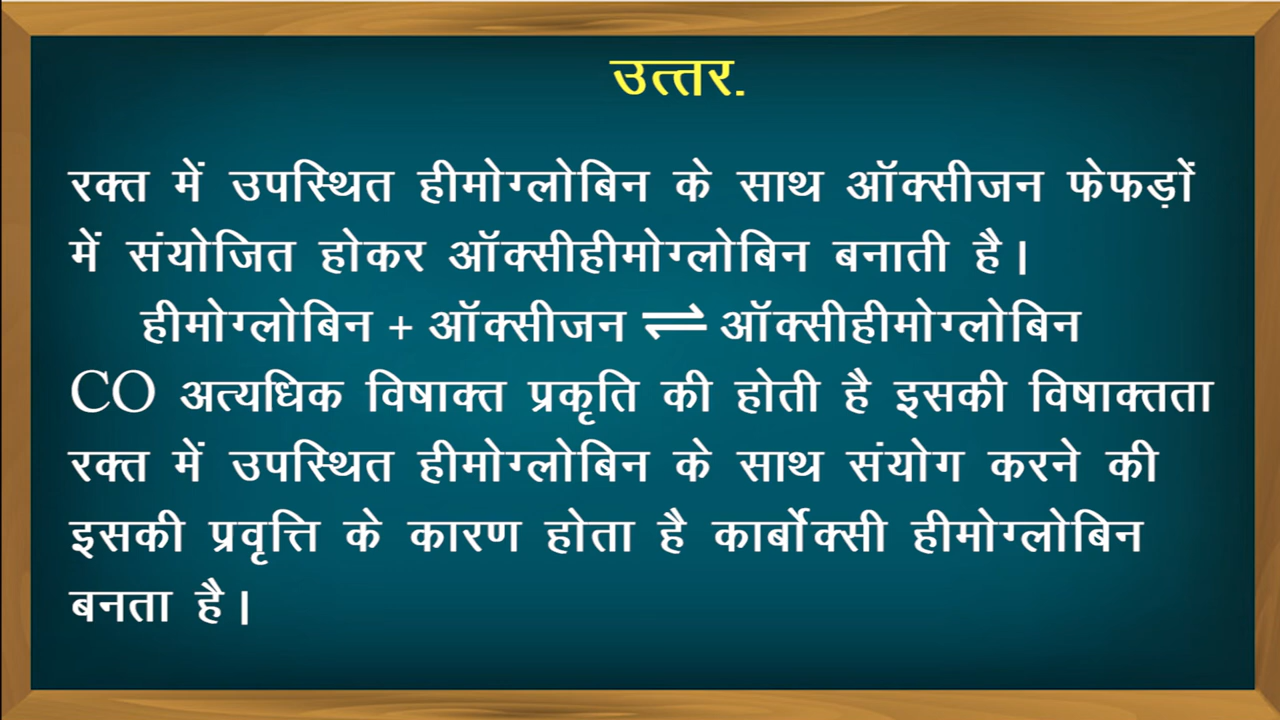 उत्तर.
रक्त में उपस्थित हीमोग्लोबिन के साथ ऑक्सीजन फेफड़ों
में संयोजित होकर ऑक्सीहीमोग्लोबिन बनाती है।
हीमोग्लोबिन + ऑक्सीजन ⇌ ऑक्सीहीमोग्लोबिन
CO अत्यधिक विषाक्त प्रकृति की होती है इसकी विषाक्तता
रक्त में उपस्थित हीमोग्लोबिन के साथ संयोग करने की
इसकी प्रवृत्ति के कारण होता है कार्बोक्सी हीमोग्लोबिन
बनता है।